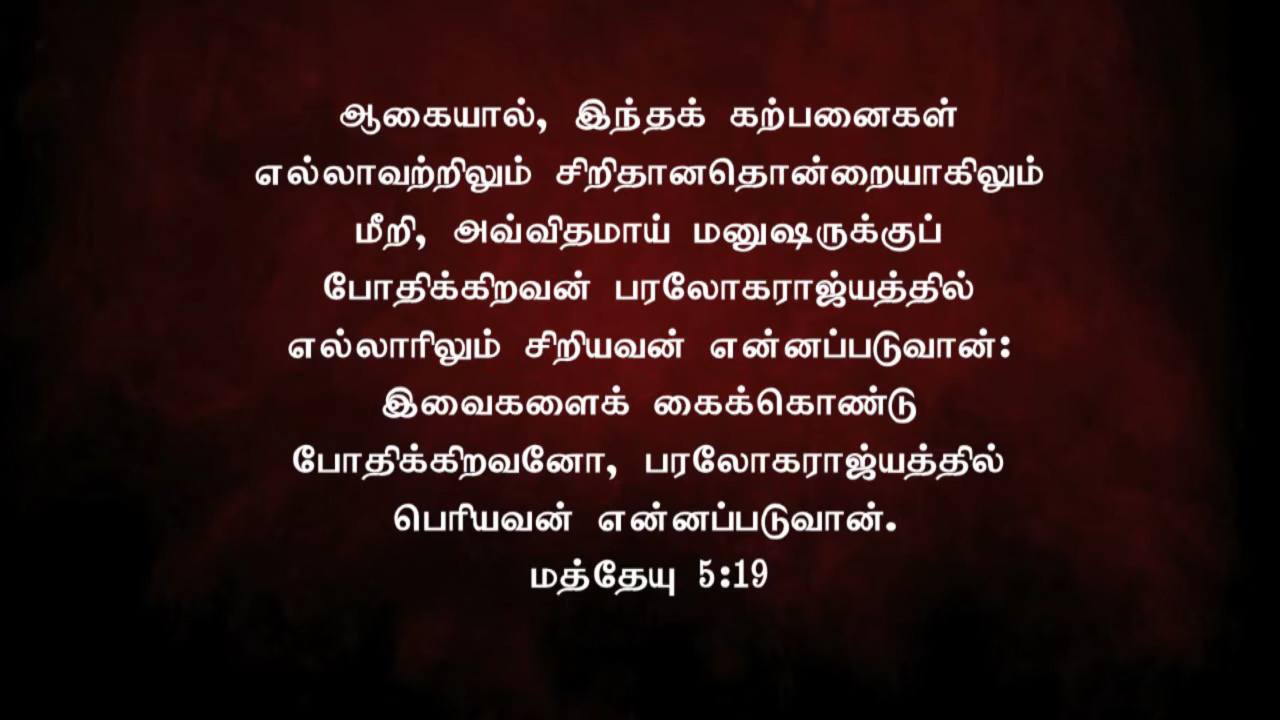 ஆகையால், இந்தக் கற்பனைகள்
எல்லாவற்றிலும் சிறிதானதொன்றையாகிலும்
மீறி, அவ்விதமாய் மனுஷருக்குப்
போதிக்கிறவன் பரலோகராஜ்யத்தில்
எல்லாரிலும் சிறியவன் என்னப்படுவான்:
இவைகளைக் கைக்கொண்டு
போதிக்கிறவனோ, பரலோகராஜ்யத்தில்
பெரியவன் என்னப்படுவான்.
மத்தேயு 5:19